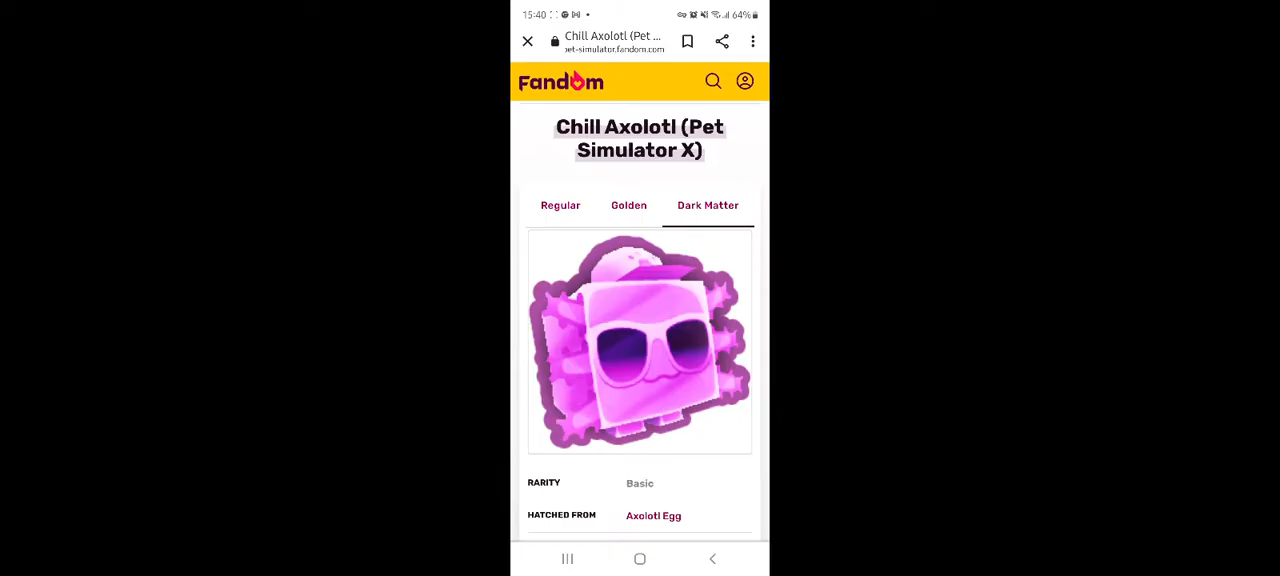 15:40
64%
Chill Axolotl (Pet ...
pet-simulator.fandom.com
Fandom
Chill Axolotl (Pet
Simulator X)
Regular Golden Dark Matter
RARITY Basic
HATCHED FROM Axolotl Egg